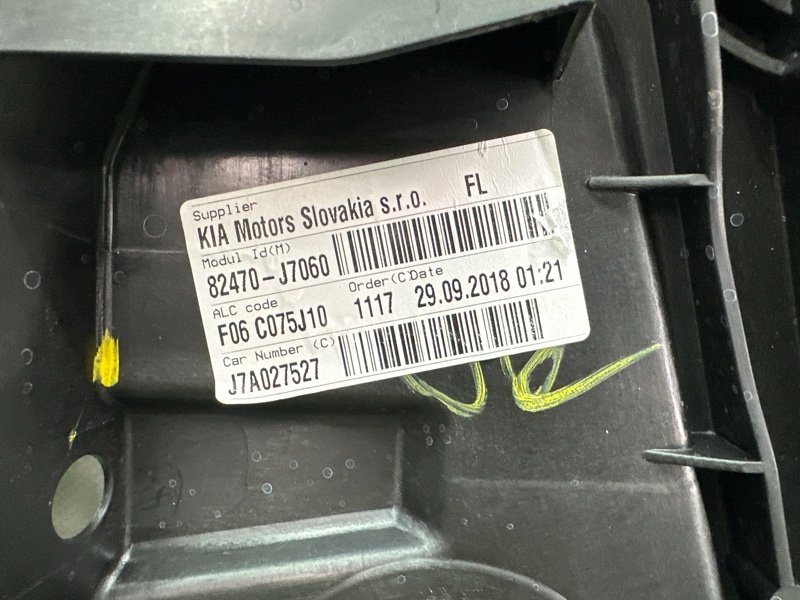 Supplier
KIA Motors Slovakia s.r.o. FL
Modul Id(M)
82470-J7060
ALC code Order(C)Date
F06 C075J10 1117 29.09.2018 01:21
Car Number (C)
J7A027527